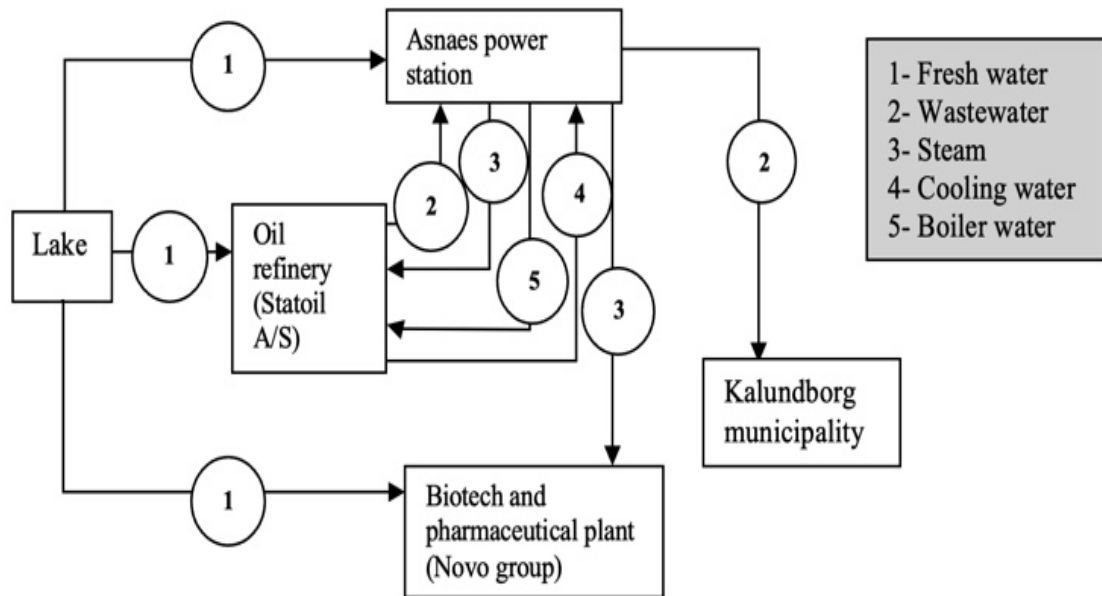 1
Asnaes power
station
1- Fresh water
2- Wastewater
3- Steam
4- Cooling water
5- Boiler water
2
3
4
2
Lake
1
Oil
refinery
(Statoil
A/S)
5
3
Kalundborg
municipality
1
Biotech and
pharmaceutical plant
(Novo group)